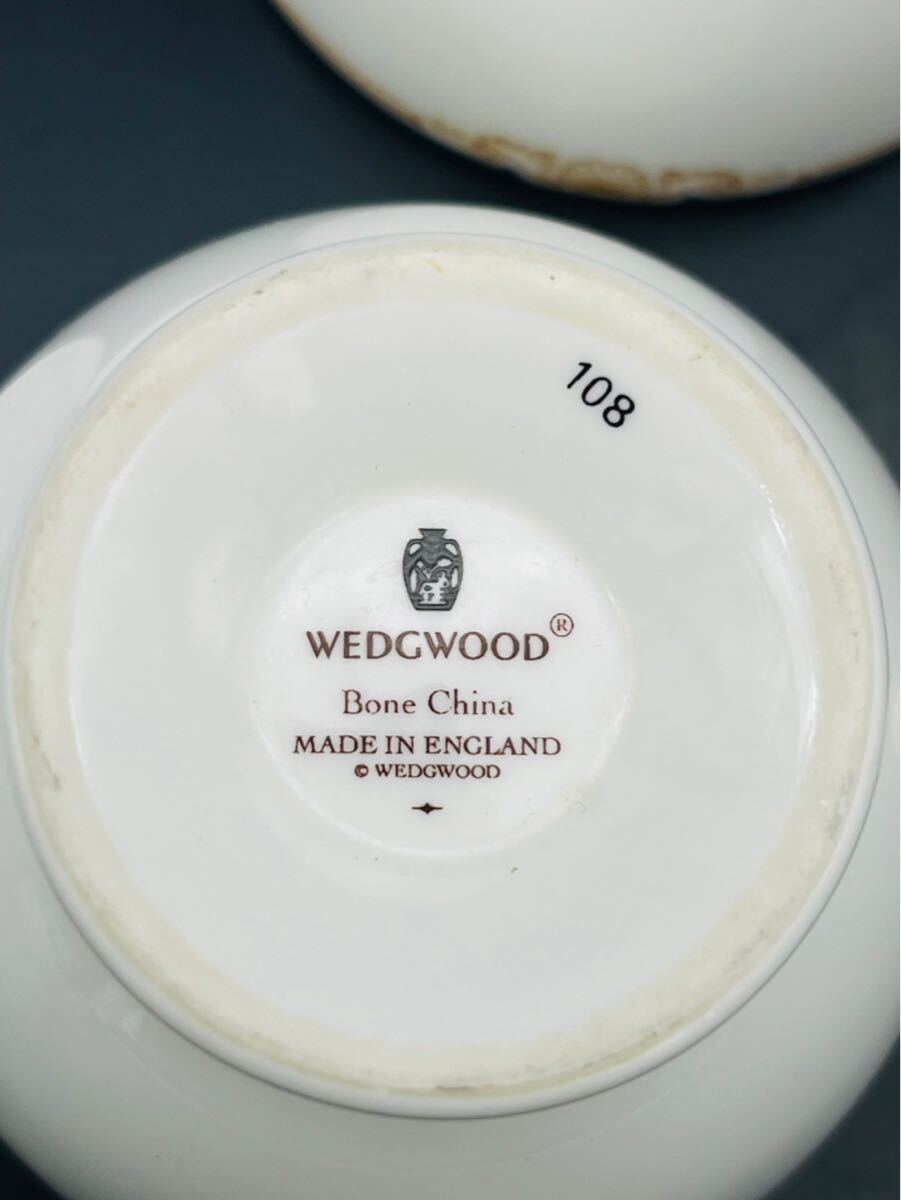 108
WEDGWOOD®
Bone China
MADE IN ENGLAND
© WEDGWOOD